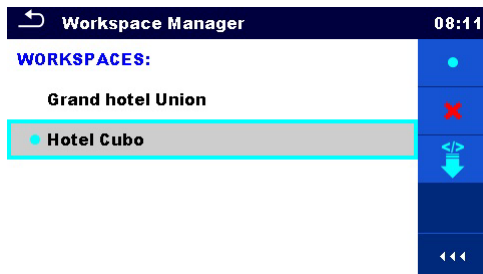 Workspace Manager 08:11
WORKSPACES:
Grand hotel Union
Hotel Cubo
</>